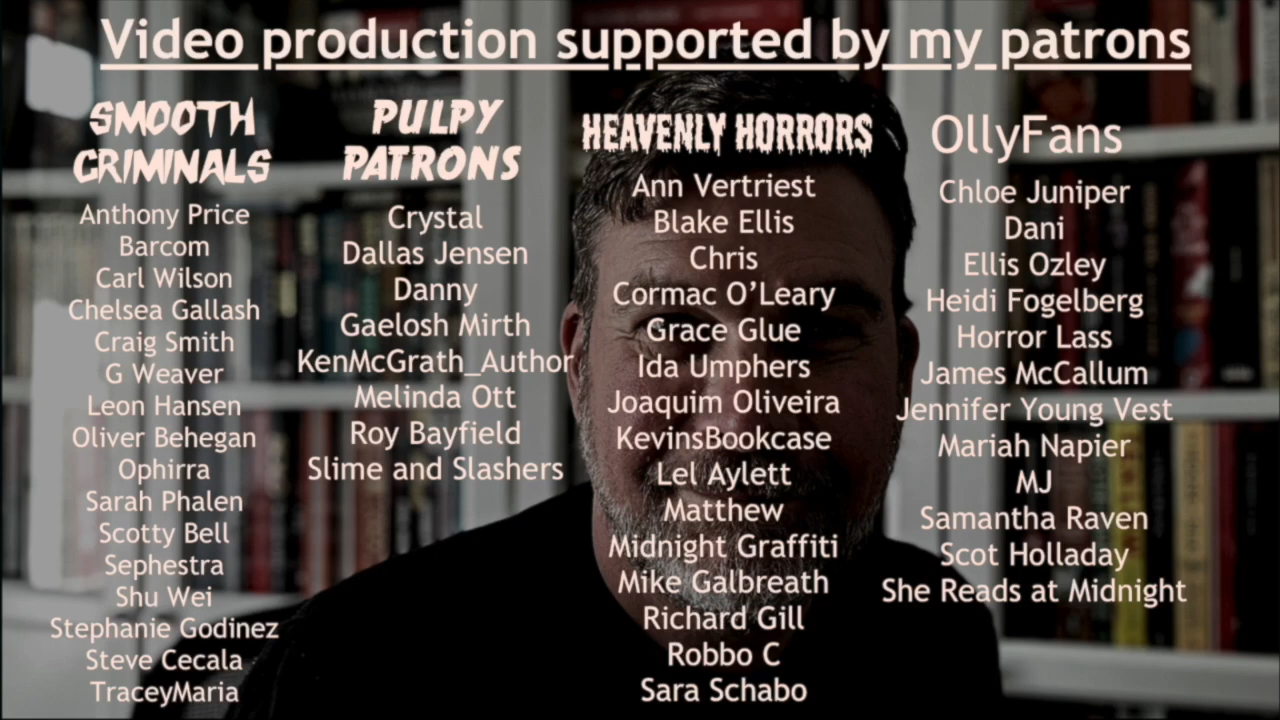 Video production supported by my patrons
SMOOTH
CRIMINALS
Anthony Price
Barcom
Carl Wilson
Chelsea Gallash
Craig Smith
G Weaver
Leon Hansen
Oliver Behegan
Ophirra
Sarah Phalen
Scotty Bell
Sephestra
Shu Wei
Stephanie Godinez
Steve Cecala
TraceyMaria
PULPY
PATRONS
Crystal
Dallas Jensen
Danny
Gaelosh Mirth
KenMcGrath_Author
Melinda Ott
Roy Bayfield
Slime and Slashers
HEAVENLY HORRORS
Ann Vertriest
Blake Ellis
Chris
Cormac O’Leary
Grace Glue
Ida Umphers
Joaquim Oliveira
KevinsBookcase
Lel Aylett
Matthew
Midnight Graffiti
Mike Galbreath
Richard Gill
Robbo C
Sara Schabo
OllyFans
Chloe Juniper
Dani
Ellis Ozley
Heidi Fogelberg
Horror Lass
James McCallum
Jennifer Young Vest
Mariah Napier
MJ
Samantha Raven
Scot Holladay
She Reads at Midnight